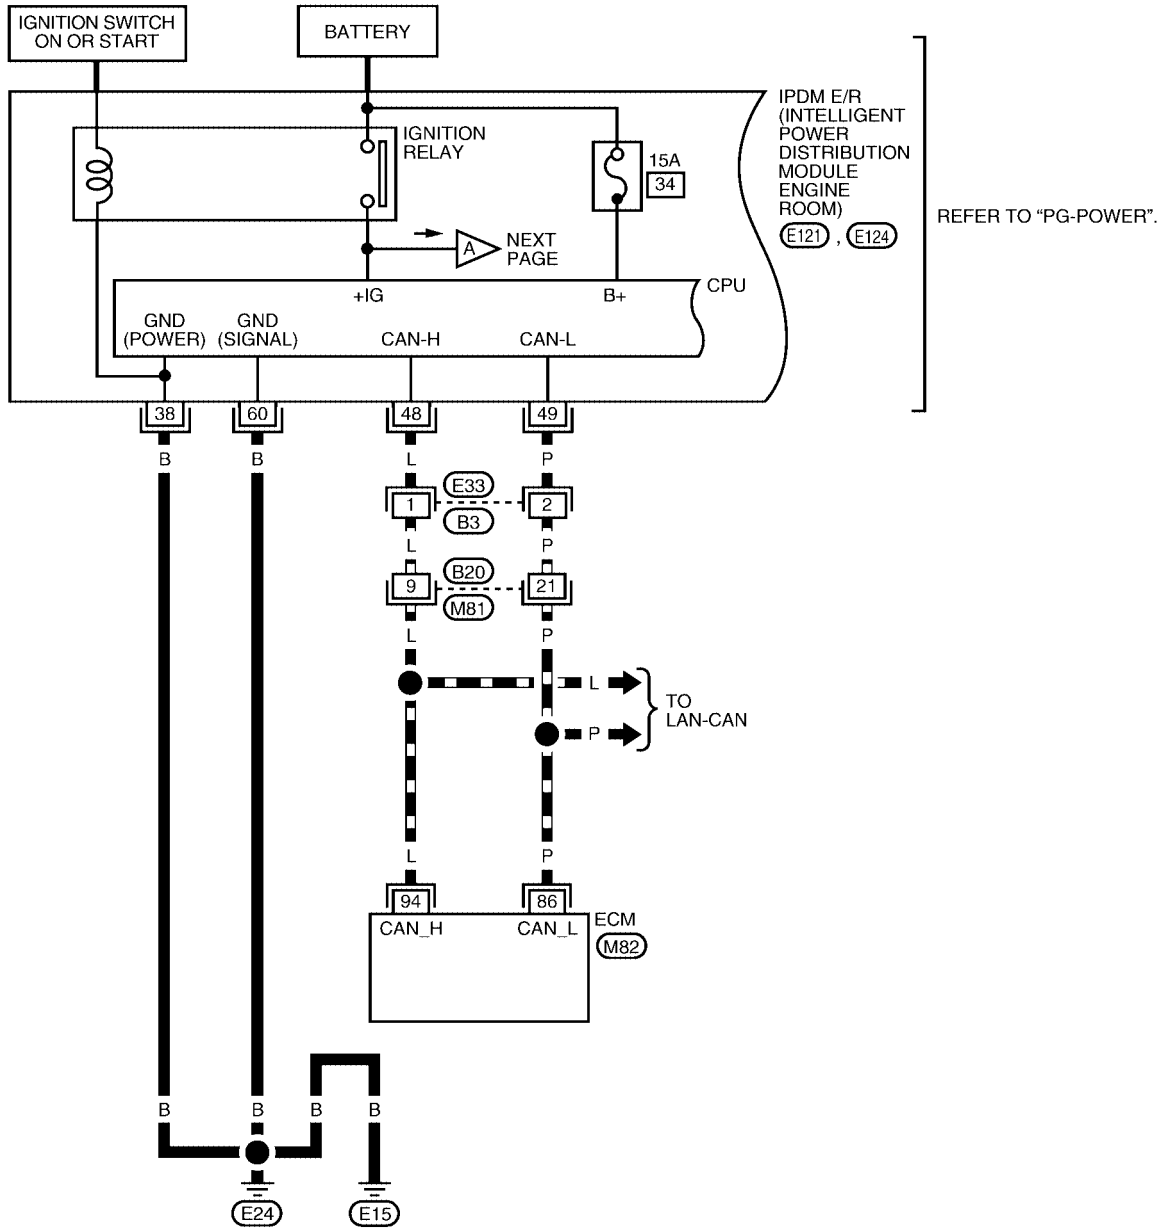 IGNITION SWITCH
ON OR START
BATTERY
IPDM E/R
(INTELLIGENT
POWER
DISTRIBUTION
MODULE
ENGINE
ROOM)
E121 , E124
REFER TO “PG-POWER”.
IGNITION
RELAY
15A
34
A
NEXT
PAGE
CPU
+IG
B+
GND
(POWER)
GND
(SIGNAL)
CAN-H
CAN-L
38
60
48
49
B
B
L
P
E33
1
2
B3
L
P
B20
9
21
M81
L
P
L
P
TO
LAN-CAN
L
P
94
86
CAN_H
CAN_L
ECM
M82
B
B
B
B
E24
E15